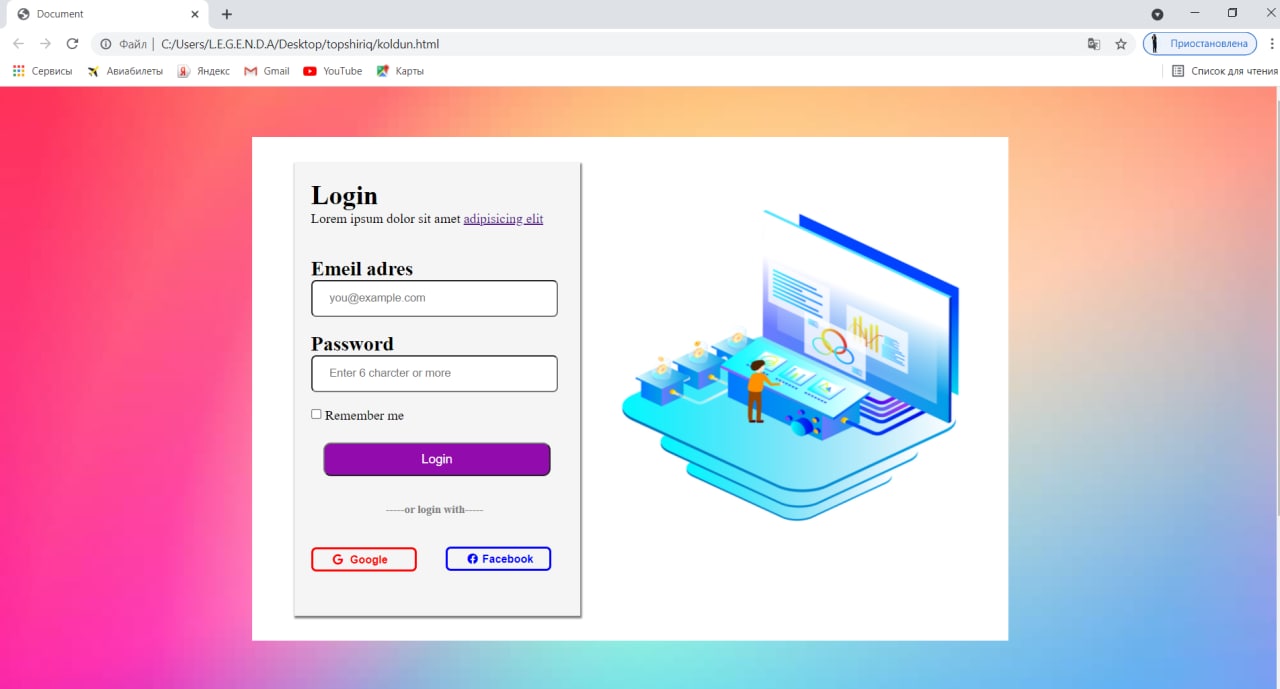 Document
Файл | C:/Users/L.E.G.E.N.D.A/Desktop/topshiriq/koldun.html
Приостановлена
Сервисы Авиабилеты Яндекс Gmail YouTube Карты
Список для чтения
Login
Lorem ipsum dolor sit amet adipisicing elit
Emeil adres
you@example.com
Password
Enter 6 charcter or more
Remember me
Login
-----or login with-----
Google Facebook